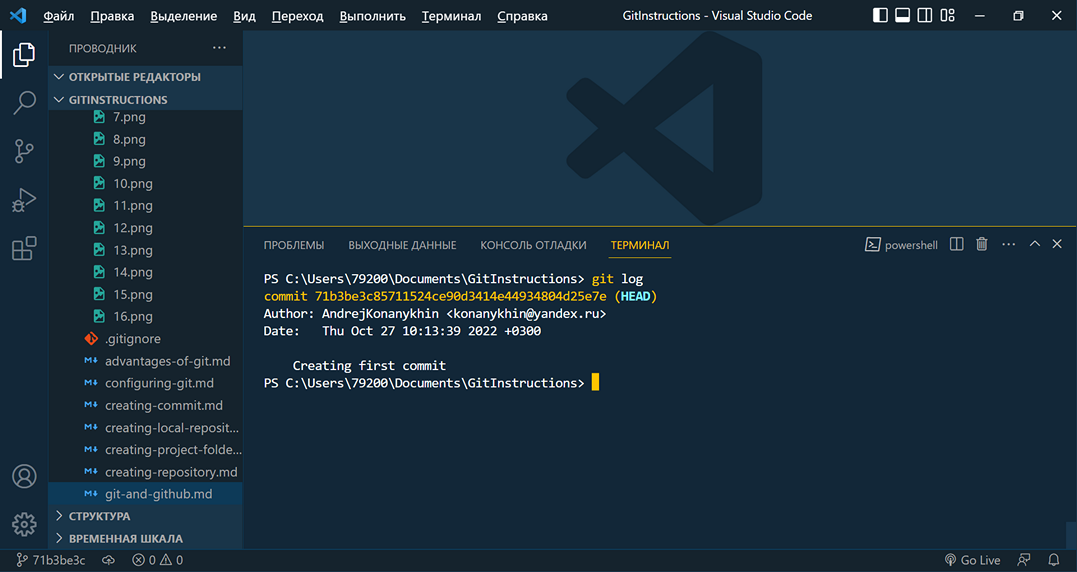 Файл Правка Выделение Вид Переход Выполнить Терминал Справка GitInstructions - Visual Studio Code
ПРОВОДНИК ···
ОТКРЫТЫЕ РЕДАКТОРЫ
GITINSTRUCTIONS
7.png
8.png
9.png
10.png
11.png
12.png
13.png
14.png
15.png
16.png
.gitignore
advantages-of-git.md
configuring-git.md
creating-commit.md
creating-local-reposit...
creating-project-folde...
creating-repository.md
git-and-github.md
СТРУКТУРА
ВРЕМЕННАЯ ШКАЛА
ПРОБЛЕМЫ ВЫХОДНЫЕ ДАННЫЕ КОНСОЛЬ ОТЛАДКИ ТЕРМИНАЛ powershell ···
PS C:\Users\79200\Documents\GitInstructions> git log
commit 71b3be3c85711524ce90d3414e44934804d25e7e (HEAD)
Author: AndrejKonanykhin <konanykhin@yandex.ru>
Date:   Thu Oct 27 10:13:39 2022 +0300
Creating first commit
PS C:\Users\79200\Documents\GitInstructions>
71b3be3c 0 0 Go Live